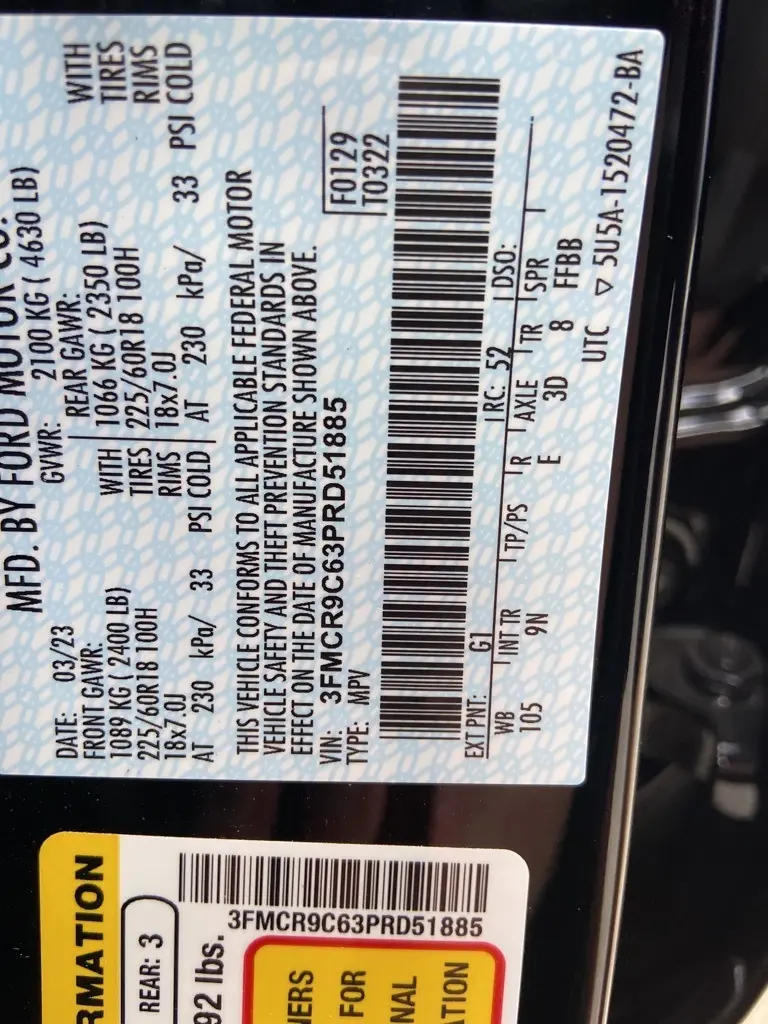 MFD. BY FORD MOTOR CO.
DATE: 03/23 GVWR: 2100 KG ( 4630 LB)
FRONT GAWR: REAR GAWR:
1089 KG ( 2400 LB) WITH 1066 KG ( 2350 LB) WITH
225/60R18 100H TIRES 225/60R18 100H TIRES
18x7.0J RIMS 18x7.0J RIMS
AT 230 kPa/ 33 PSI COLD AT 230 kPa/ 33 PSI COLD
THIS VEHICLE CONFORMS TO ALL APPLICABLE FEDERAL MOTOR
VEHICLE SAFETY AND THEFT PREVENTION STANDARDS IN
EFFECT ON THE DATE OF MANUFACTURE SHOWN ABOVE.
VIN: 3FMCR9C63PRD51885 F0129
TYPE: MPV T0322
EXT PNT: G1 RC: 52 DSO:
WB INT TR TP/PS R AXLE TR SPR
105 9N E 3D 8 FFBB
UTC ▽ 5U5A-1520472-BA
RMATION
REAR: 3
92 lbs.
3FMCR9C63PRD51885
NERS
FOR
NAL
TION